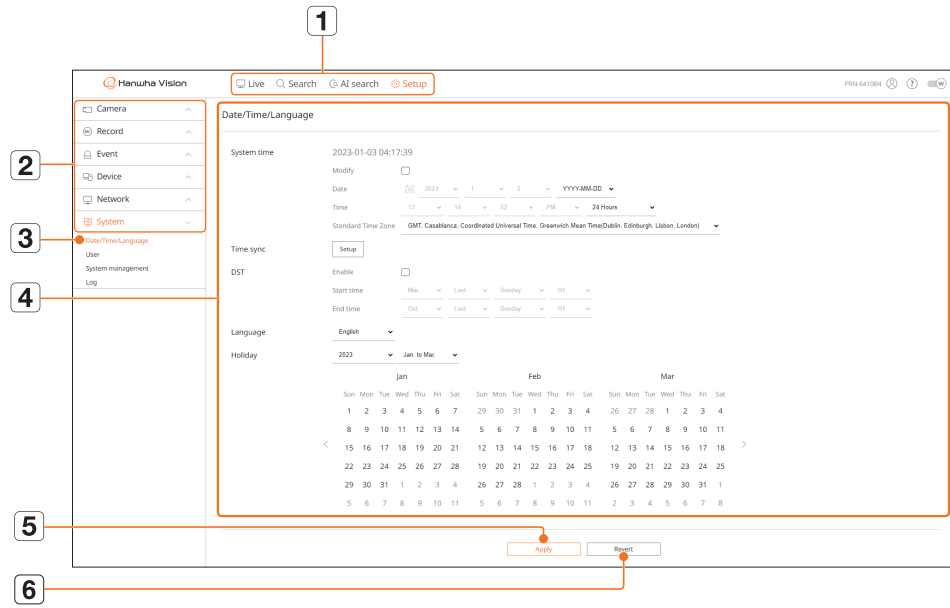 1
Hanwha Vision
Live Search AI search Setup
PRN-6410B4 ?
Camera
Record
Event
Device
Network
System
Date/Time/Language
User
System management
Log
2
3
4
5
6
Date/Time/Language
System time 2023-01-03 04:17:39
Modify
Date 2023 1 3 YYYY-MM-DD
Time 13 14 52 PM 24 Hours
Standard Time Zone GMT, Casablanca, Coordinated Universal Time, Greenwich Mean Time(Dublin, Edinburgh, Lisbon, London)
Time sync Setup
DST Enable
Start time Mar Last Sunday 1H
End time Oct Last Sunday 1H
Language English
Holiday 2023 Jan. to Mar.
Jan Feb Mar
Sun Mon Tue Wed Thu Fri Sat Sun Mon Tue Wed Thu Fri Sat Sun Mon Tue Wed Thu Fri Sat
1 2 3 4 5 6 7 29 30 31 1 2 3 4 26 27 28 1 2 3 4
8 9 10 11 12 13 14 5 6 7 8 9 10 11 5 6 7 8 9 10 11
15 16 17 18 19 20 21 12 13 14 15 16 17 18 12 13 14 15 16 17 18
22 23 24 25 26 27 28 19 20 21 22 23 24 25 19 20 21 22 23 24 25
29 30 31 1 2 3 4 26 27 28 1 2 3 4 26 27 28 29 30 31 1
5 6 7 8 9 10 11 5 6 7 8 9 10 11 2 3 4 5 6 7 8
Apply Revert